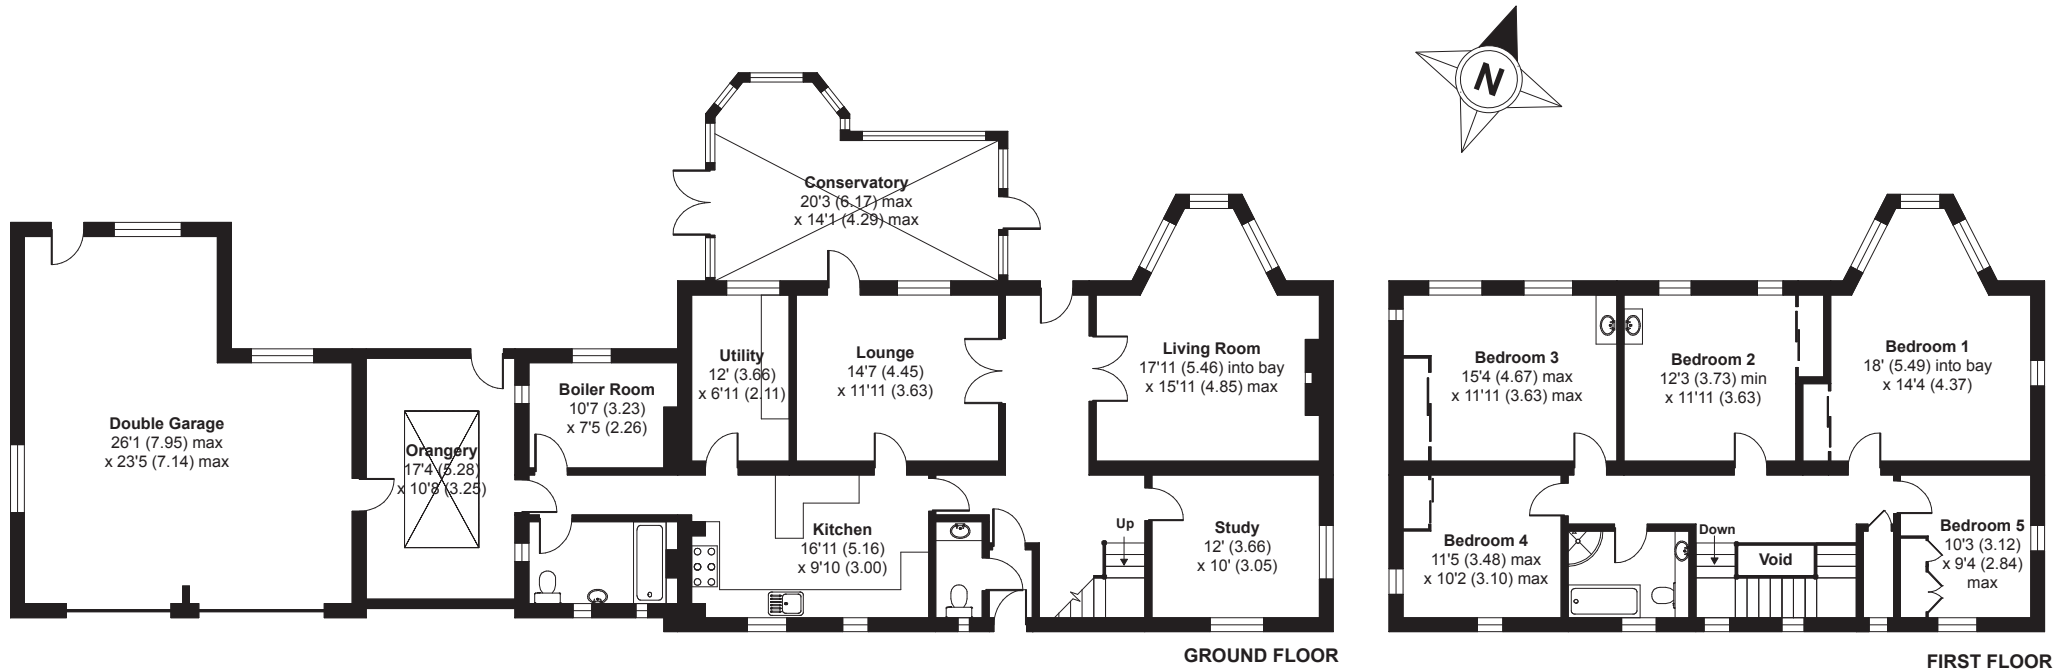 N
Conservatory
20'3 (6.17) max
x 14'1 (4.29) max
Double Garage
26'1 (7.95) max
x 23'5 (7.14) max
Orangery
17'4 (5.28)
x 10'8 (3.25)
Boiler Room
10'7 (3.23)
x 7'5 (2.26)
Utility
12' (3.66)
x 6'11 (2.11)
Lounge
14'7 (4.45)
x 11'11 (3.63)
Living Room
17'11 (5.46) into bay
x 15'11 (4.85) max
Kitchen
16'11 (5.16)
x 9'10 (3.00)
Up
Study
12' (3.66)
x 10' (3.05)
GROUND FLOOR
Bedroom 3
15'4 (4.67) max
x 11'11 (3.63) max
Bedroom 2
12'3 (3.73) min
x 11'11 (3.63)
Bedroom 1
18' (5.49) into bay
x 14'4 (4.37)
Bedroom 4
11'5 (3.48) max
x 10'2 (3.10) max
Down
Void
Bedroom 5
10'3 (3.12)
x 9'4 (2.84)
max
FIRST FLOOR